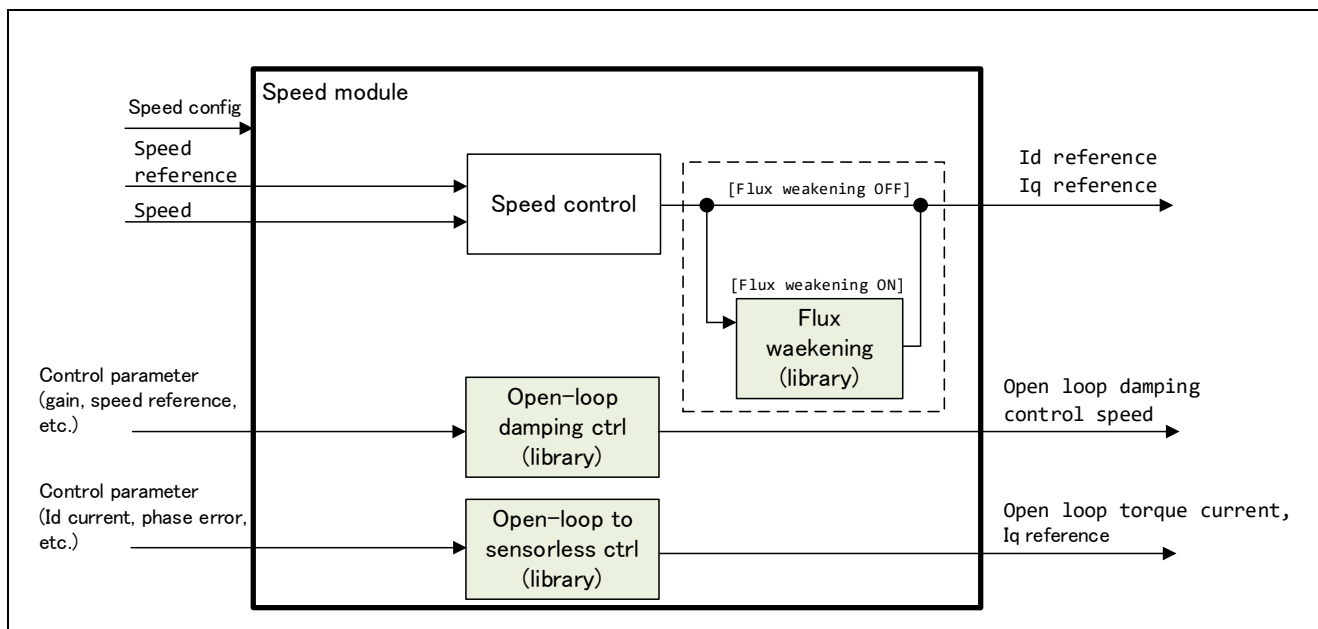 Speed module
Speed config
Speed
reference
Speed
Speed control
[Flux weakening OFF]
Id reference
Iq reference
[Flux weakening ON]
Flux
waekening
(library)
Control parameter
(gain, speed reference,
etc.)
Open-loop
damping ctrl
(library)
Open loop damping
control speed
Control parameter
(Id current, phase error,
etc.)
Open-loop to
sensorless ctrl
(library)
Open loop torque current,
Iq reference